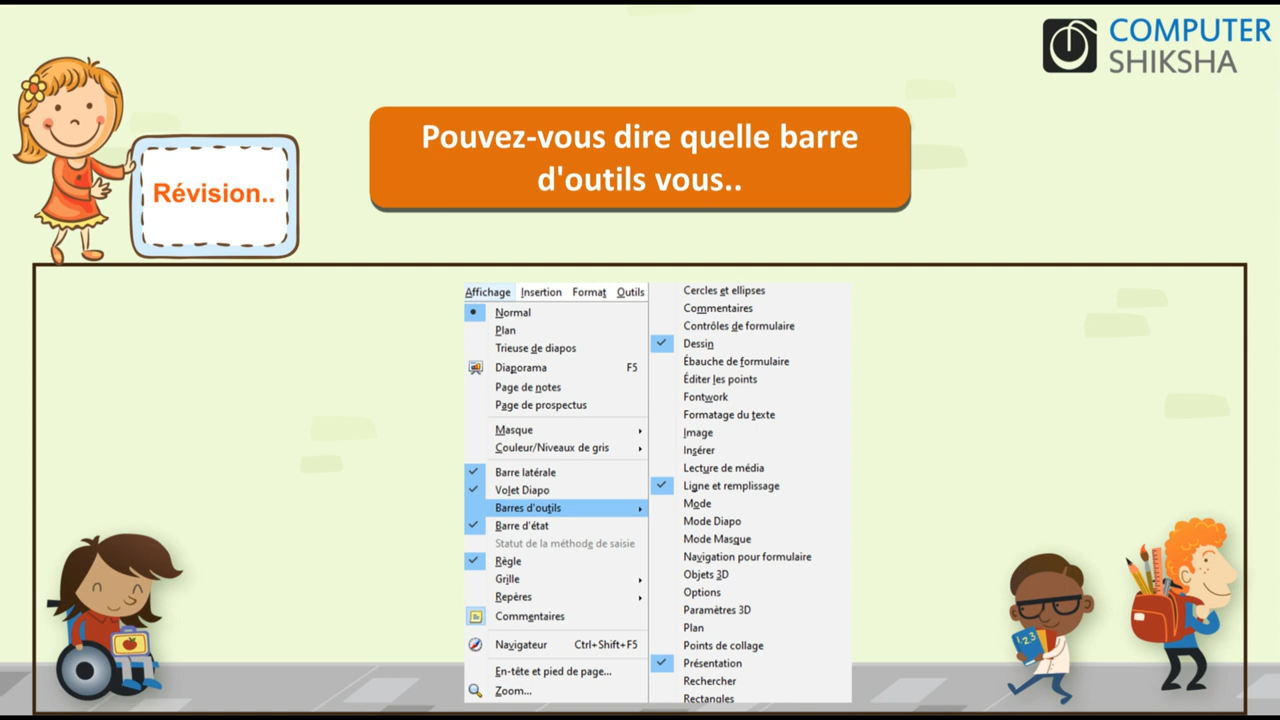 COMPUTER
SHIKSHA
Pouvez-vous dire quelle barre
d'outils vous..
Révision..
Affichage Insertion Format Outils
Normal
Plan
Trieuse de diapos
Diaporama F5
Page de notes
Page de prospectus
Masque
Couleur/Niveaux de gris
Barre latérale
Volet Diapo
Barres d'outils
Barre d'état
Statut de la méthode de saisie
Règle
Grille
Repères
Commentaires
Navigateur Ctrl+Shift+F5
En-tête et pied de page...
Zoom...
Cercles et ellipses
Commentaires
Contrôles de formulaire
Dessin
Ébauche de formulaire
Éditer les points
Fontwork
Formatage du texte
Image
Insérer
Lecture de média
Ligne et remplissage
Mode
Mode Diapo
Mode Masque
Navigation pour formulaire
Objets 3D
Options
Paramètres 3D
Plan
Points de collage
Présentation
Rechercher
Rectangles
1 2 3